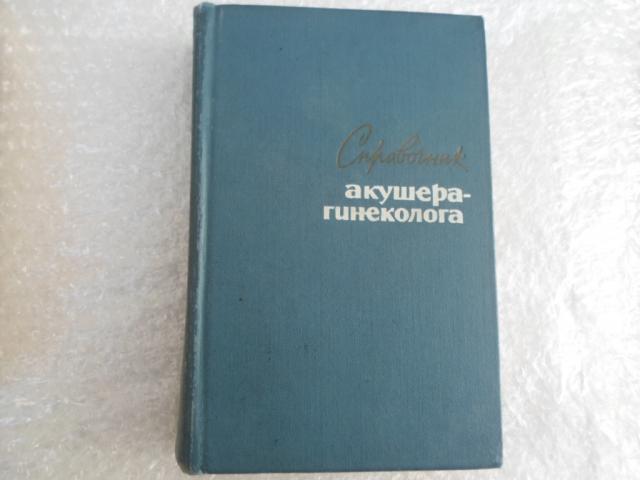 Справочник
акушера-
гинеколога